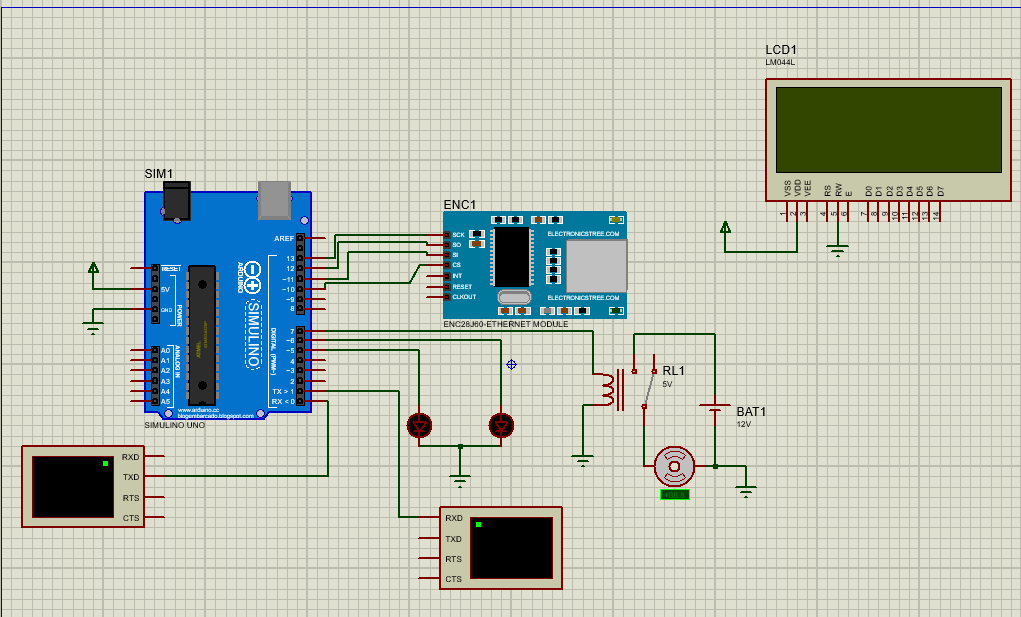 LCD1
LM044L
VSS
VDD
VEE
RS
RW
E
D0
D1
D2
D3
D4
D5
D6
D7
1
2
3
4
5
6
7
8
9
10
11
12
13
14
SIM1
AREF
RESET
5V
GND
POWER
A0
A1
A2
A3
A4
A5
ANALOG IN
ARDUINO
SIMULINO
DIGITAL (PWM~)
13
12
~11
~10
~9
8
7
~6
~5
4
~3
2
TX > 1
RX < 0
www.arduino.cc
blogembarcado.blogspot.com
SIMULINO UNO
ENC1
SCK
SO
SI
CS
INT
RESET
CLKOUT
ELECTRONICSTREE.COM
ELECTRONICSTREE.COM
ENC28J60-ETHERNET MODULE
RL1
5V
BAT1
12V
RXD
TXD
RTS
CTS
RXD
TXD
RTS
CTS